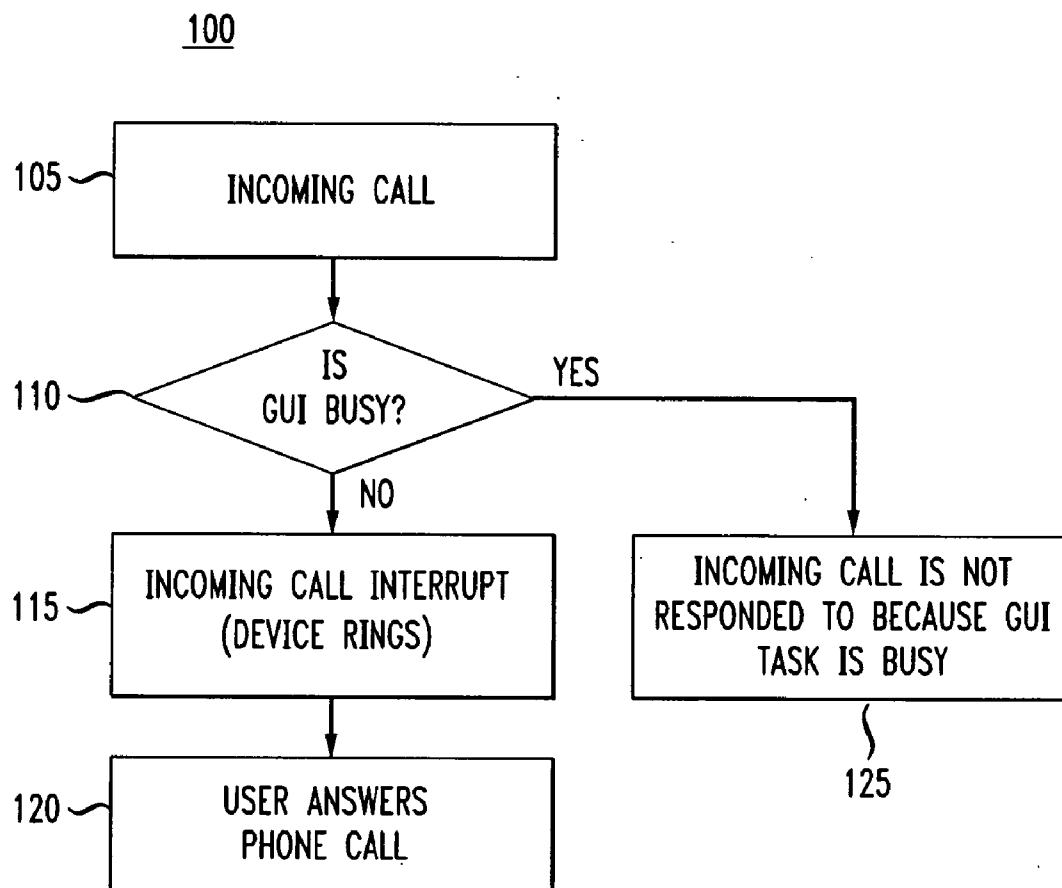 100
105
INCOMING CALL
110
IS
GUI BUSY?
YES
NO
115
INCOMING CALL INTERRUPT
(DEVICE RINGS)
INCOMING CALL IS NOT
RESPONDED TO BECAUSE GUI
TASK IS BUSY
125
120
USER ANSWERS
PHONE CALL